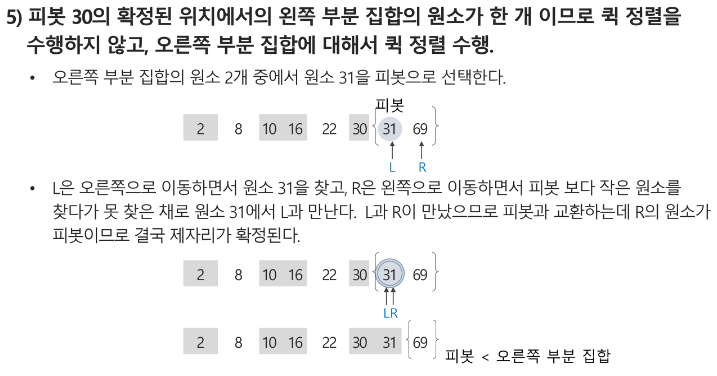 5) 피봇 30의 확정된 위치에서의 왼쪽 부분 집합의 원소가 한 개 이므로 퀵 정렬을
수행하지 않고, 오른쪽 부분 집합에 대해서 퀵 정렬 수행.
• 오른쪽 부분 집합의 원소 2개 중에서 원소 31을 피봇으로 선택한다.
피봇
2 8 10 16 22 30 { 31 69 }
L R
• L은 오른쪽으로 이동하면서 원소 31을 찾고, R은 왼쪽으로 이동하면서 피봇 보다 작은 원소를
찾다가 못 찾은 채로 원소 31에서 L과 만난다. L과 R이 만났으므로 피봇과 교환하는데 R의 원소가
피봇이므로 결국 제자리가 확정된다.
2 8 10 16 22 30 { 31 69 }
LR
2 8 10 16 22 30 31 { 69 }
피봇 < 오른쪽 부분 집합